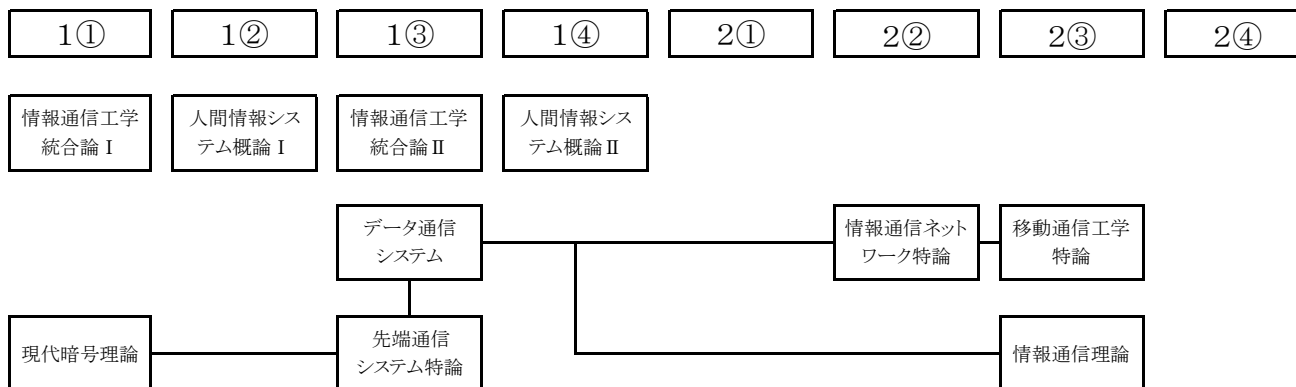 1① 1② 1③ 1④ 2① 2② 2③ 2④
情報通信工学
統合論Ⅰ
人間情報シス
テム概論Ⅰ
情報通信工学
統合論Ⅱ
人間情報シス
テム概論Ⅱ
データ通信
システム
情報通信ネット
ワーク特論
移動通信工学
特論
現代暗号理論
先端通信
システム特論
情報通信理論